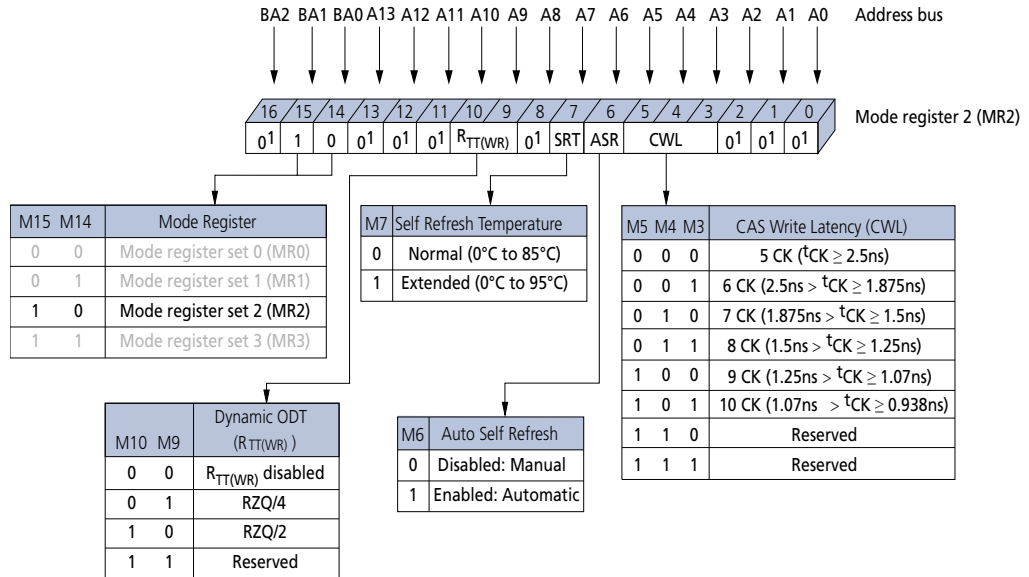 BA2 BA1 BA0 A13 A12 A11 A10 A9 A8 A7 A6 A5 A4 A3 A2 A1 A0 Address bus
16 15 14 13 12 11 10 9 8 7 6 5 4 3 2 1 0 Mode register 2 (MR2)
0¹ 1 0 0¹ 0¹ 0¹ RTT(WR) 0¹ SRT ASR CWL 0¹ 0¹ 0¹
M15 M14 Mode Register
0 0 Mode register set 0 (MR0)
0 1 Mode register set 1 (MR1)
1 0 Mode register set 2 (MR2)
1 1 Mode register set 3 (MR3)
M7 Self Refresh Temperature
0 Normal (0°C to 85°C)
1 Extended (0°C to 95°C)
M5 M4 M3 CAS Write Latency (CWL)
0 0 0 5 CK (tCK ≥ 2.5ns)
0 0 1 6 CK (2.5ns > tCK ≥ 1.875ns)
0 1 0 7 CK (1.875ns > tCK ≥ 1.5ns)
0 1 1 8 CK (1.5ns > tCK ≥ 1.25ns)
1 0 0 9 CK (1.25ns > tCK ≥ 1.07ns)
1 0 1 10 CK (1.07ns > tCK ≥ 0.938ns)
1 1 0 Reserved
1 1 1 Reserved
Dynamic ODT
M10 M9 (RTT(WR) )
0 0 RTT(WR) disabled
0 1 RZQ/4
1 0 RZQ/2
1 1 Reserved
M6 Auto Self Refresh
0 Disabled: Manual
1 Enabled: Automatic